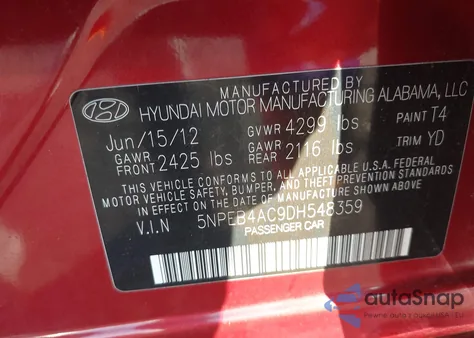 MANUFACTURED BY
HYUNDAI MOTOR MANUFACTURING ALABAMA, LLC
Jun/15/12 GVWR 4299 lbs PAINT T4
GAWR FRONT 2425 lbs GAWR REAR 2116 lbs TRIM YD
THIS VEHICLE CONFORMS TO ALL APPLICABLE U.S.A. FEDERAL
MOTOR VEHICLE SAFETY, BUMPER, AND THEFT PREVENTION STANDARDS
IN EFFECT ON THE DATE OF MANUFACTURE SHOWN ABOVE.
V.I.N 5NPEB4AC9DH548359
PASSENGER CAR
autoSnap